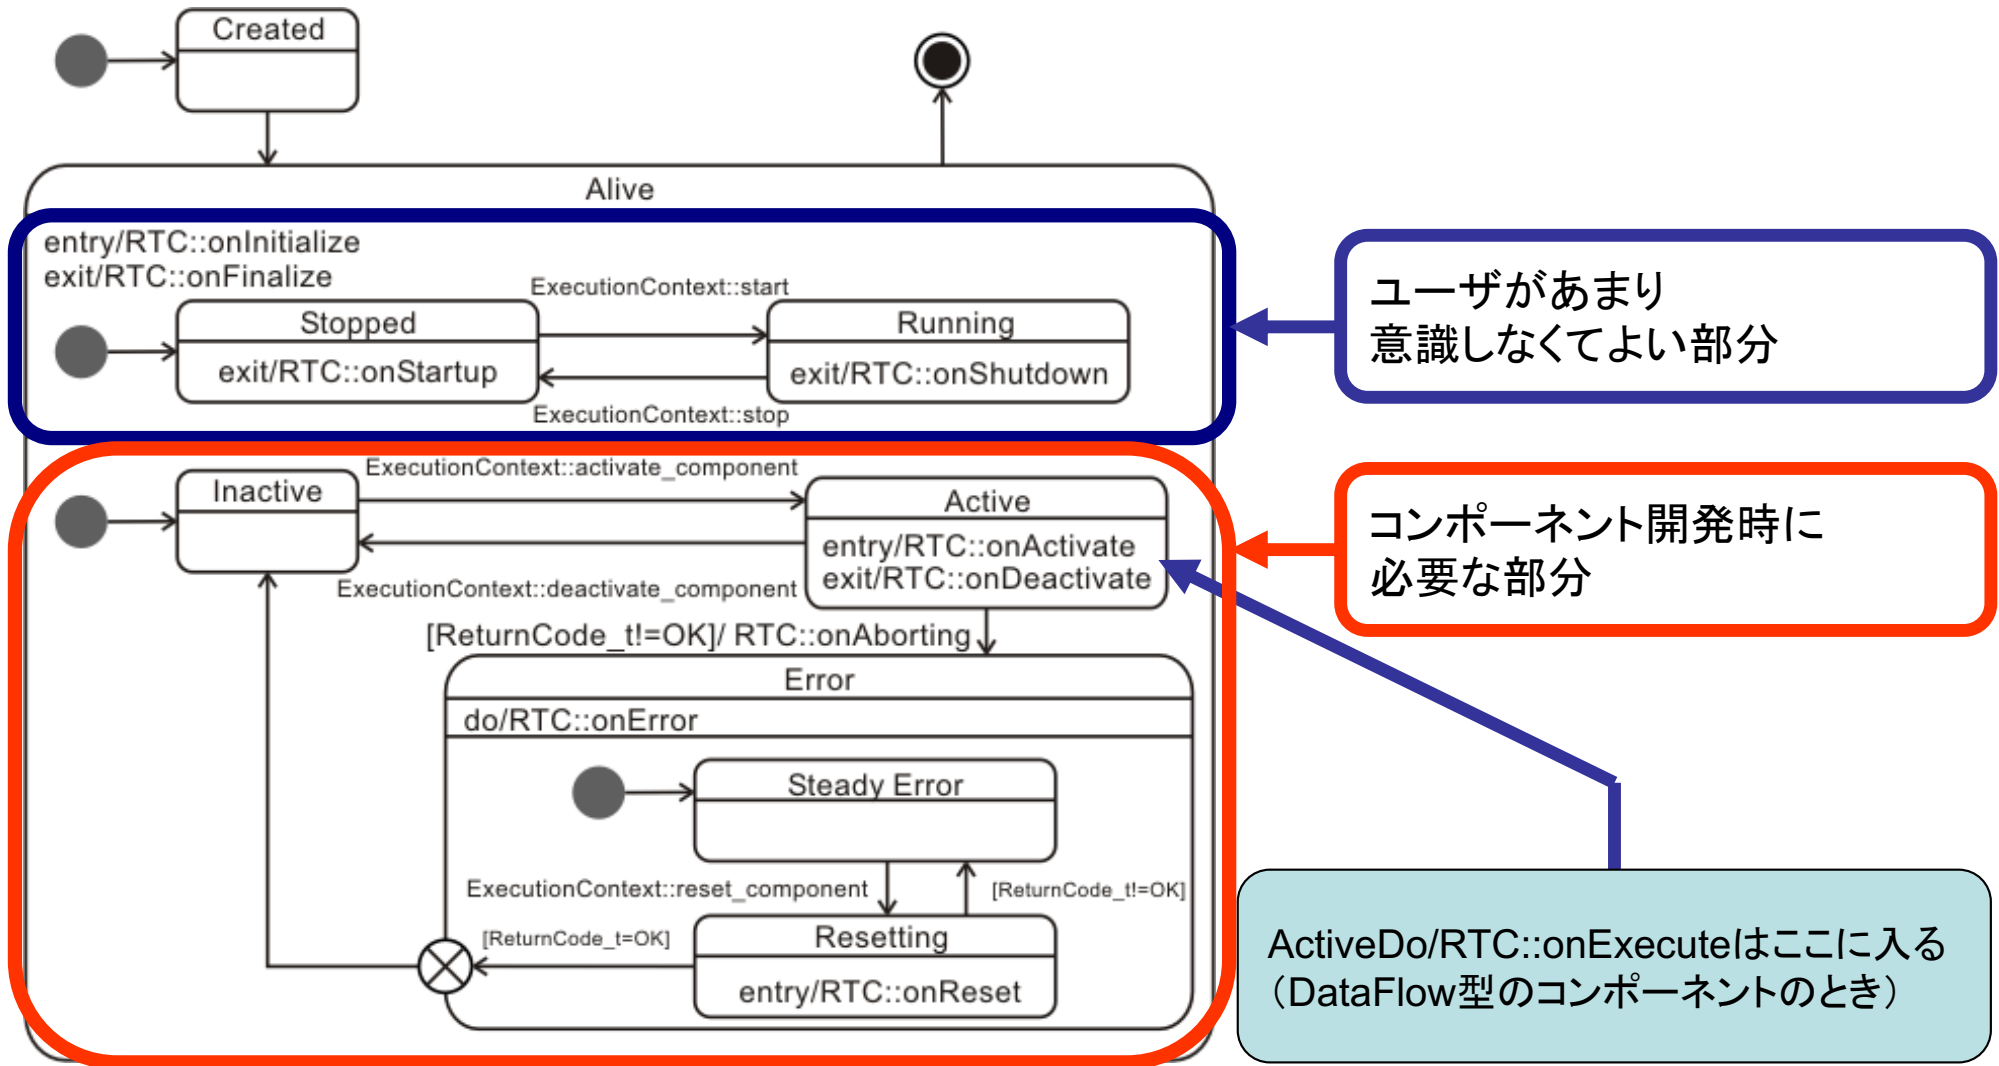 Created
Alive
entry/RTC::onInitialize
exit/RTC::onFinalize
ExecutionContext::start
Stopped
exit/RTC::onStartup
Running
exit/RTC::onShutdown
ExecutionContext::stop
ユーザがあまり
意識しなくてよい部分
ExecutionContext::activate_component
Inactive
Active
entry/RTC::onActivate
exit/RTC::onDeactivate
ExecutionContext::deactivate_component
コンポーネント開発時に
必要な部分
[ReturnCode_t!=OK]/ RTC::onAborting
Error
do/RTC::onError
Steady Error
ExecutionContext::reset_component
[ReturnCode_t!=OK]
[ReturnCode_t=OK]
Resetting
entry/RTC::onReset
ActiveDo/RTC::onExecuteはここに入る
（DataFlow型のコンポーネントのとき）